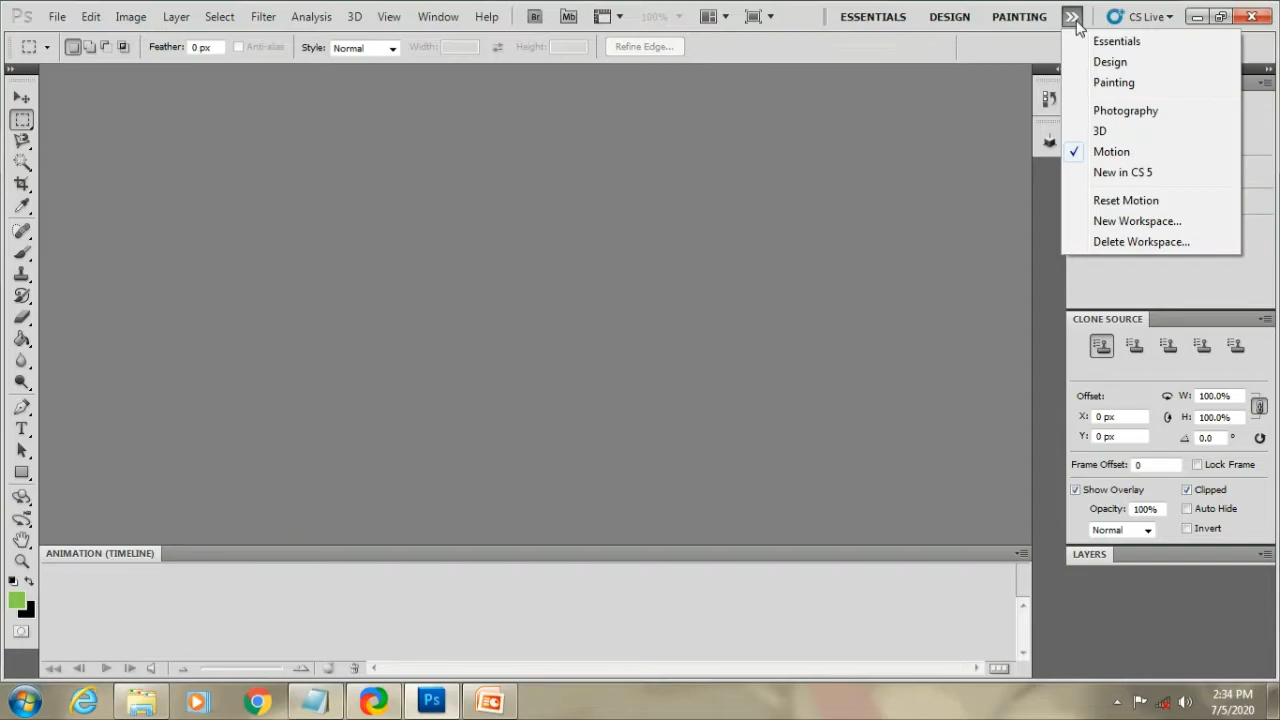 Ps File Edit Image Layer Select Filter Analysis 3D View Window Help Br Mb 100% ESSENTIALS DESIGN PAINTING CS Live
Feather: 0 px Anti-alias Style: Normal Width: Height: Refine Edge...
Essentials
Design
Painting
Photography
3D
Motion
New in CS 5
Reset Motion
New Workspace...
Delete Workspace...
CLONE SOURCE
Offset: W: 100.0%
X: 0 px H: 100.0%
Y: 0 px 0.0 °
Frame Offset: 0 Lock Frame
Show Overlay Clipped
Opacity: 100% Auto Hide
Normal Invert
ANIMATION (TIMELINE) LAYERS
T
Ps
2:34 PM
7/5/2020